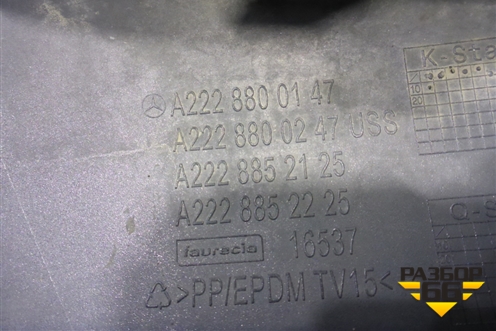 A222 880 01 47
A222 880 02 47 USS
A222 885 21 25
A222 885 22 25
faurecia 16537
>PP/EPDM TV15<
K-Ste
10
20
Q-S
РАЗБОР
66